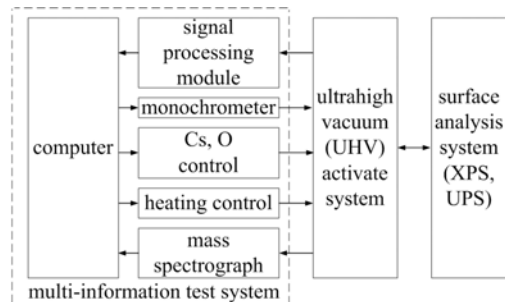 computer
signal
processing
module
monochrometer
Cs, O
control
heating control
mass
spectrograph
multi-information test system
ultrahigh
vacuum
(UHV)
activate
system
surface
analysis
system
(XPS,
UPS)